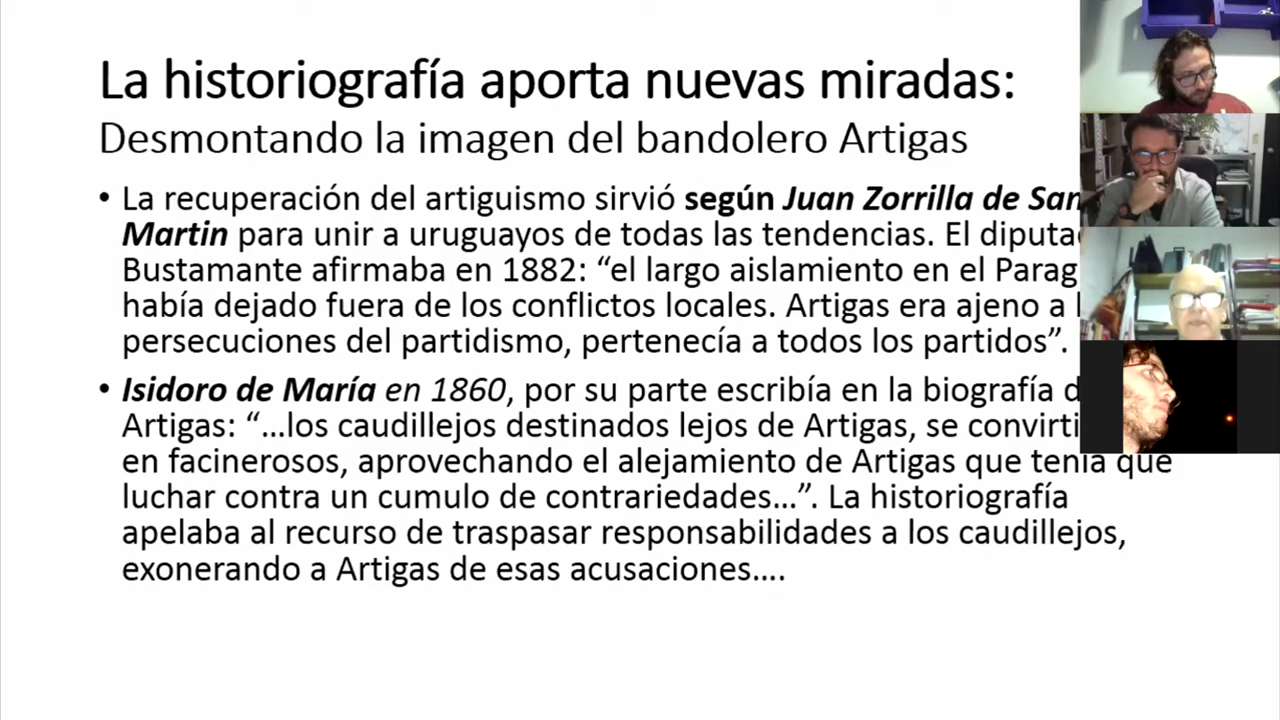 La historiografía aporta nuevas miradas:
Desmontando la imagen del bandolero Artigas
• La recuperación del artiguismo sirvió según Juan Zorrilla de San
Martin para unir a uruguayos de todas las tendencias. El
Bustamante afirmaba en 1882: “el largo aislamiento en el
había dejado fuera de los conflictos locales. Artigas era ajeno a
persecuciones del partidismo, pertenecía a todos los partidos”.
• Isidoro de María en 1860, por su parte escribía en la biografía
Artigas: “…los caudillejos destinados lejos de Artigas, se
en facinerosos, aprovechando el alejamiento de Artigas que tenía que
luchar contra un cumulo de contrariedades…”. La historiografía
apelaba al recurso de traspasar responsabilidades a los caudillejos,
exonerando a Artigas de esas acusaciones….